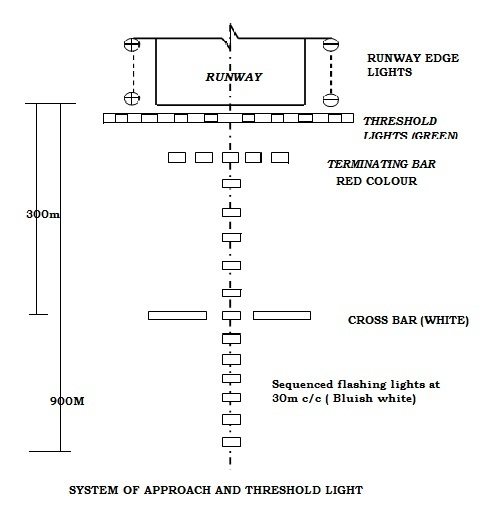 RUNWAY
RUNWAY EDGE
LIGHTS
THRESHOLD
LIGHTS (GREEN)
TERMINATING BAR
RED COLOUR
300m
CROSS BAR (WHITE)
Sequenced flashing lights at
30m c/c ( Bluish white)
900M
SYSTEM OF APPROACH AND THRESHOLD LIGHT